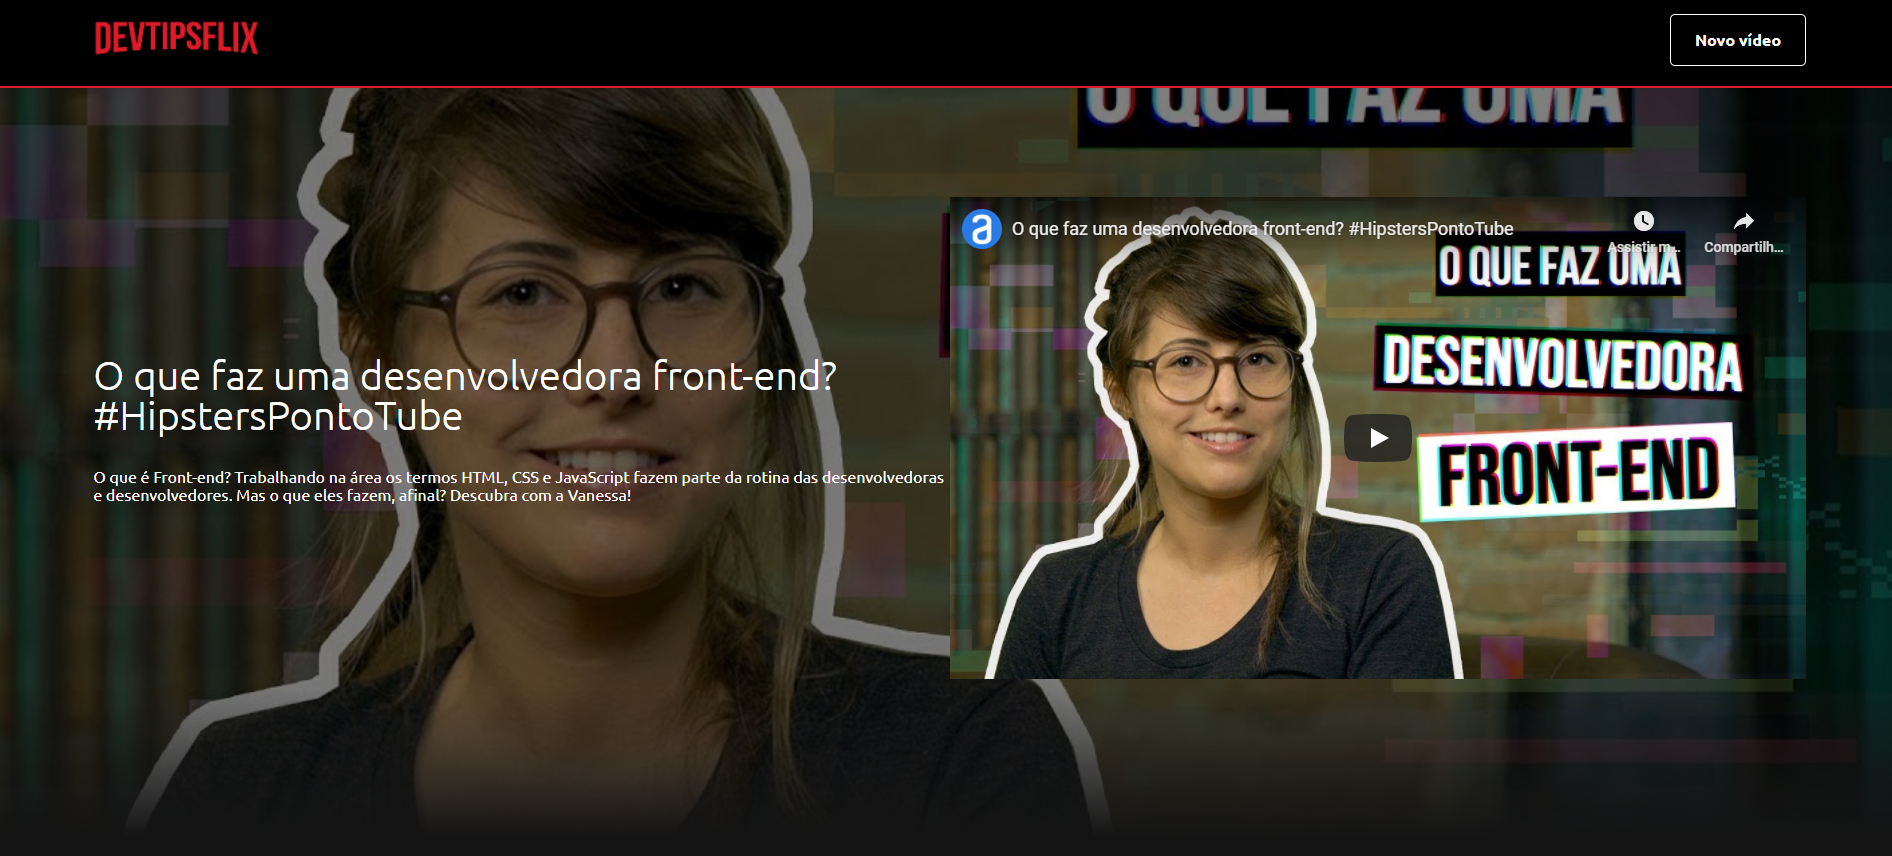 DEVTIPSFLIX
Novo vídeo
O QUE FAZ UMA
O que faz uma desenvolvedora front-end? #HipstersPontoTube
Assistir m...
Compartilh...
O QUE FAZ UMA
DESENVOLVEDORA
FRONT-END
O que faz uma desenvolvedora front-end?
#HipstersPontoTube
O que é Front-end? Trabalhando na área os termos HTML, CSS e JavaScript fazem parte da rotina das desenvolvedoras
e desenvolvedores. Mas o que eles fazem, afinal? Descubra com a Vanessa!